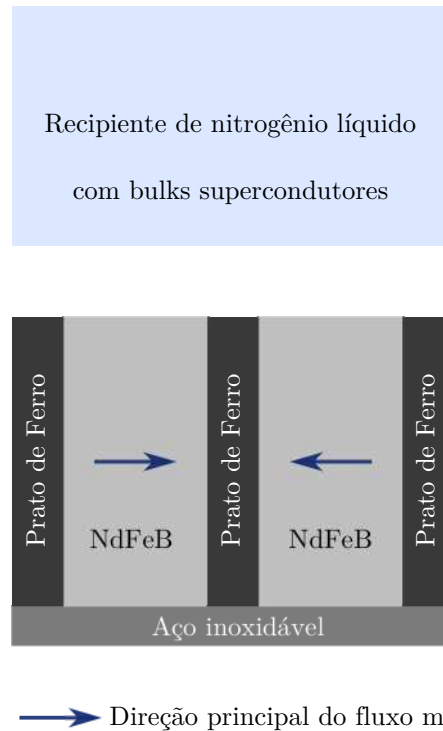 Recipiente de nitrogênio líquido
com bulks supercondutores
Prato de Ferro
NdFeB
Prato de Ferro
NdFeB
Prato de Ferro
Aço inoxidável
Direção principal do fluxo m